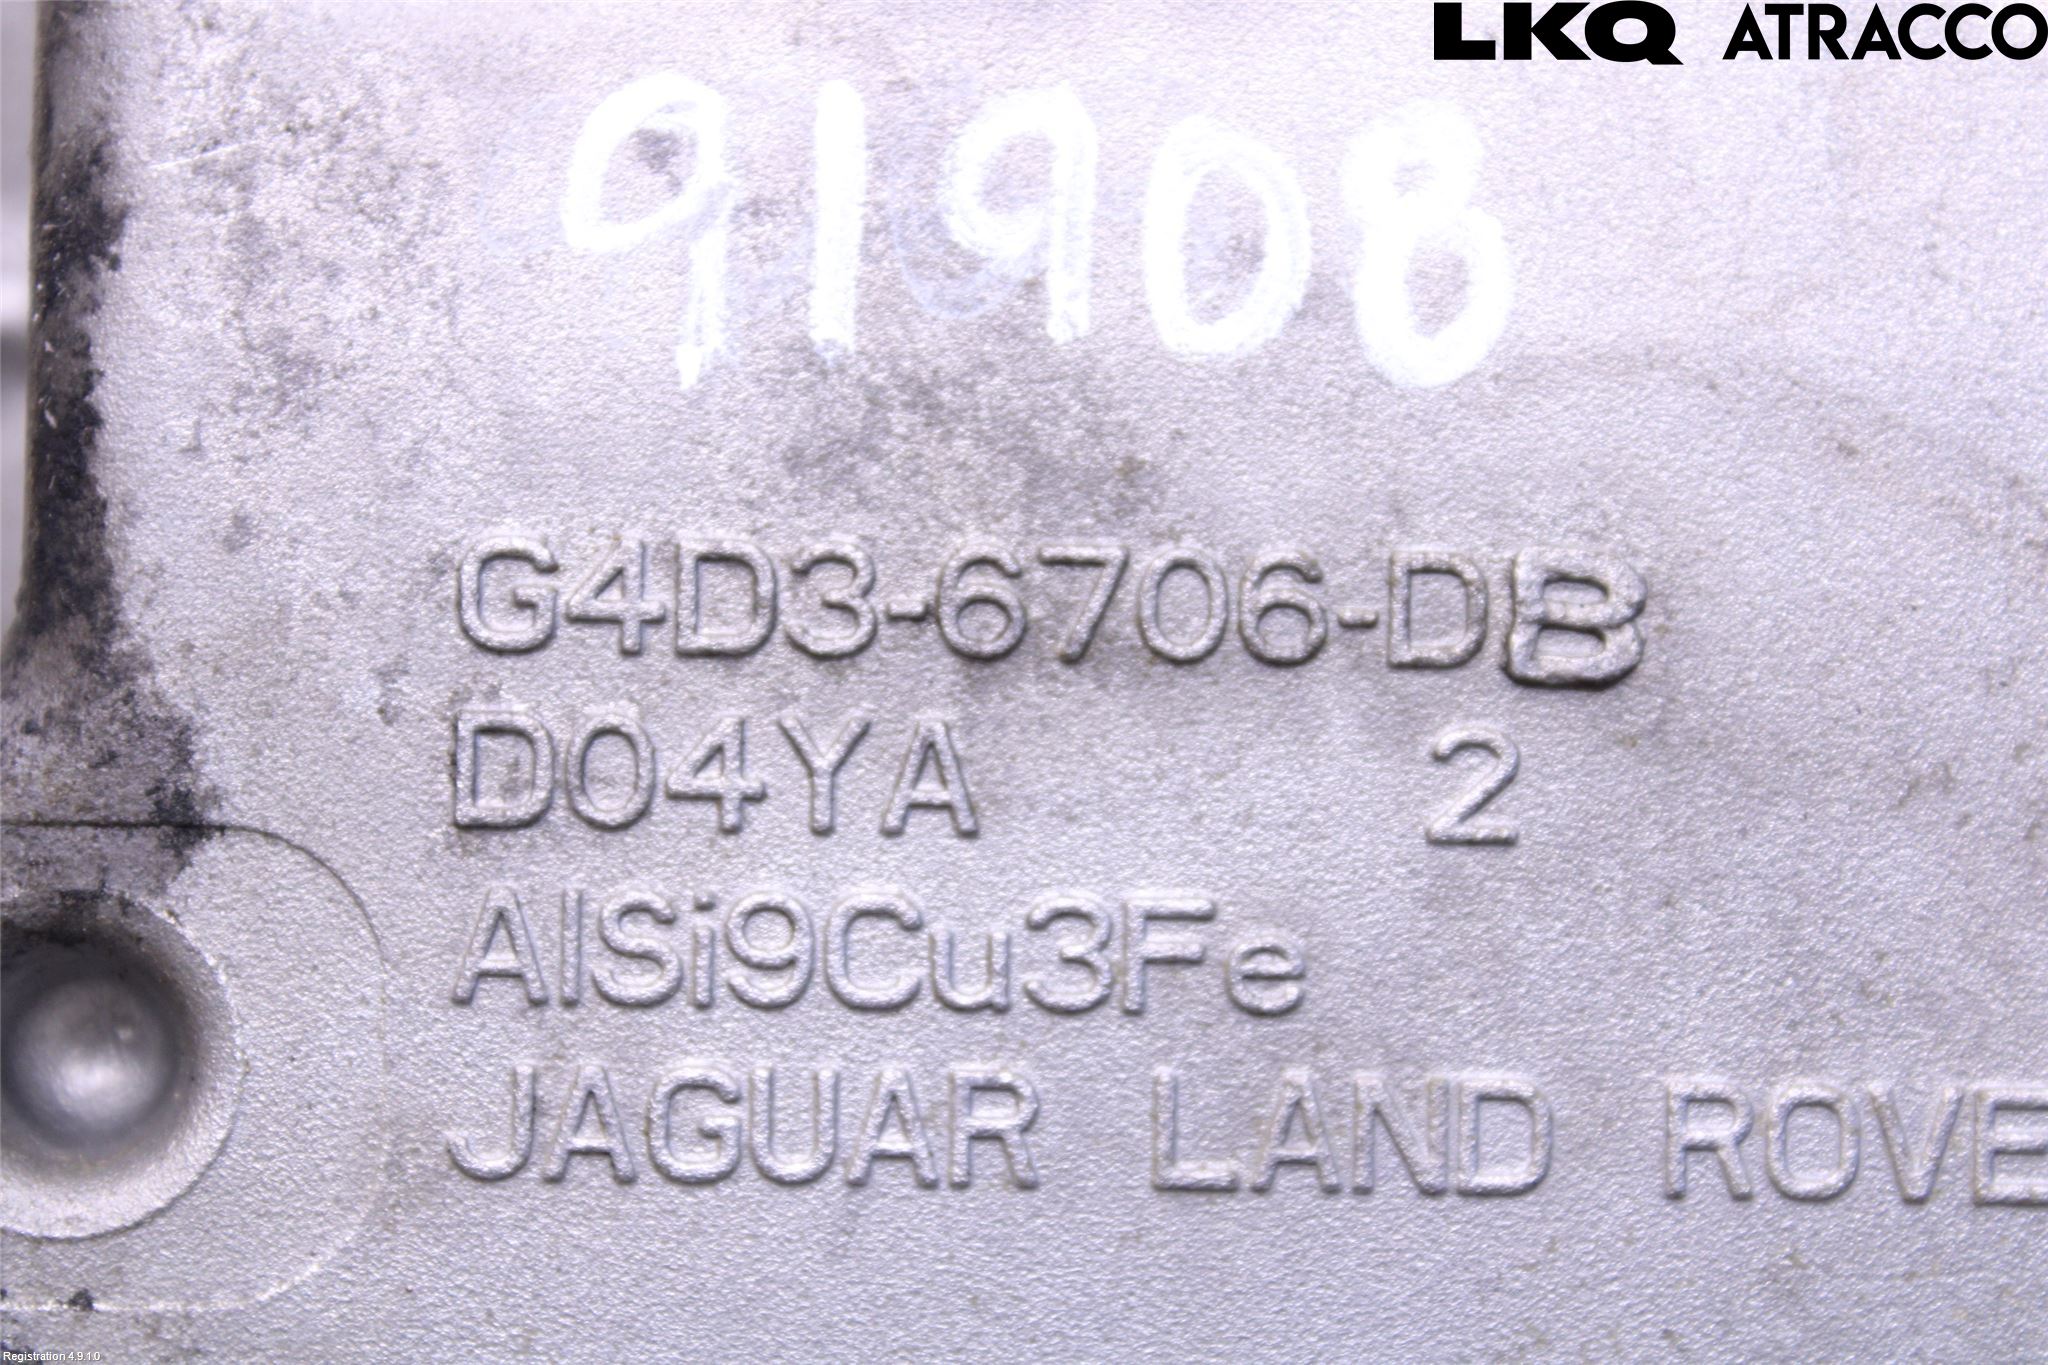 LKQ ATRACCO
91908
G4D3-6706-DB
D04YA 2
AlSi9Cu3Fe
JAGUAR LAND ROVE
Registration 4.9.1.0